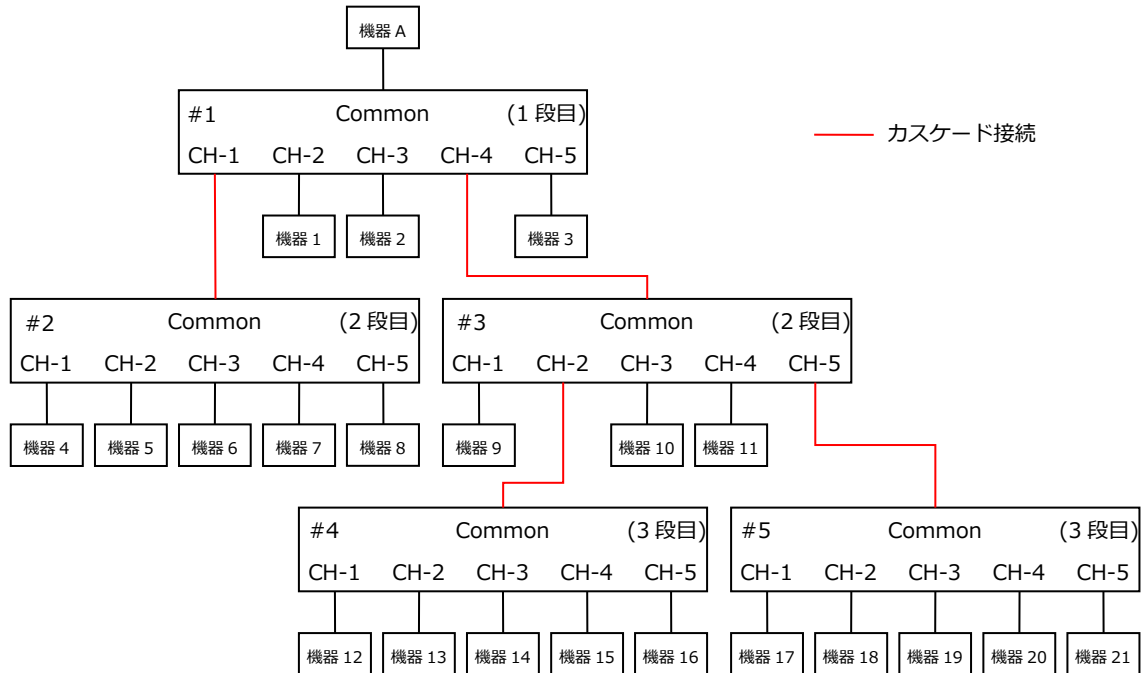 機器 A
#1 Common (1 段目)
CH-1 CH-2 CH-3 CH-4 CH-5
カスケード接続
機器 1 機器 2 機器 3
#2 Common (2 段目)
CH-1 CH-2 CH-3 CH-4 CH-5
#3 Common (2 段目)
CH-1 CH-2 CH-3 CH-4 CH-5
機器 4 機器 5 機器 6 機器 7 機器 8
機器 9 機器 10 機器 11
#4 Common (3 段目)
CH-1 CH-2 CH-3 CH-4 CH-5
#5 Common (3 段目)
CH-1 CH-2 CH-3 CH-4 CH-5
機器 12 機器 13 機器 14 機器 15 機器 16
機器 17 機器 18 機器 19 機器 20 機器 21